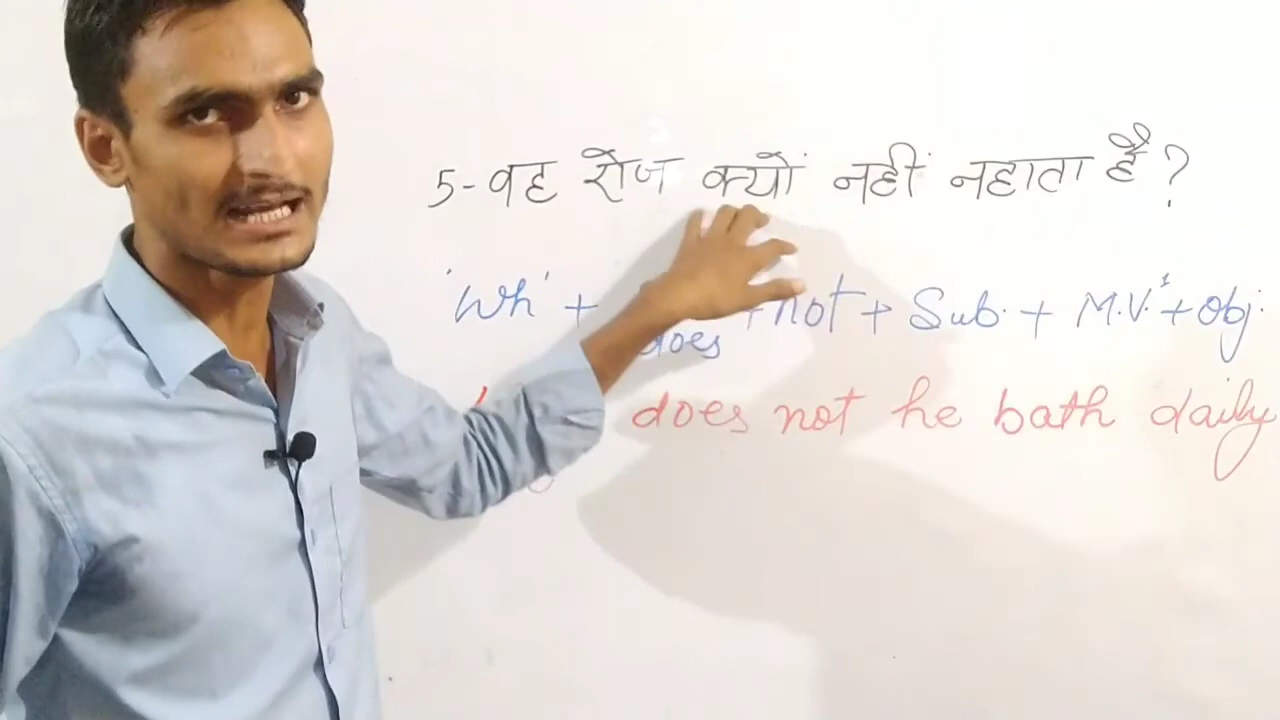 5- वह रोज क्यों नहीं नहाता है ?
'Wh' + does + not + Sub. + M.V.¹ + Obj.
does not he bath daily